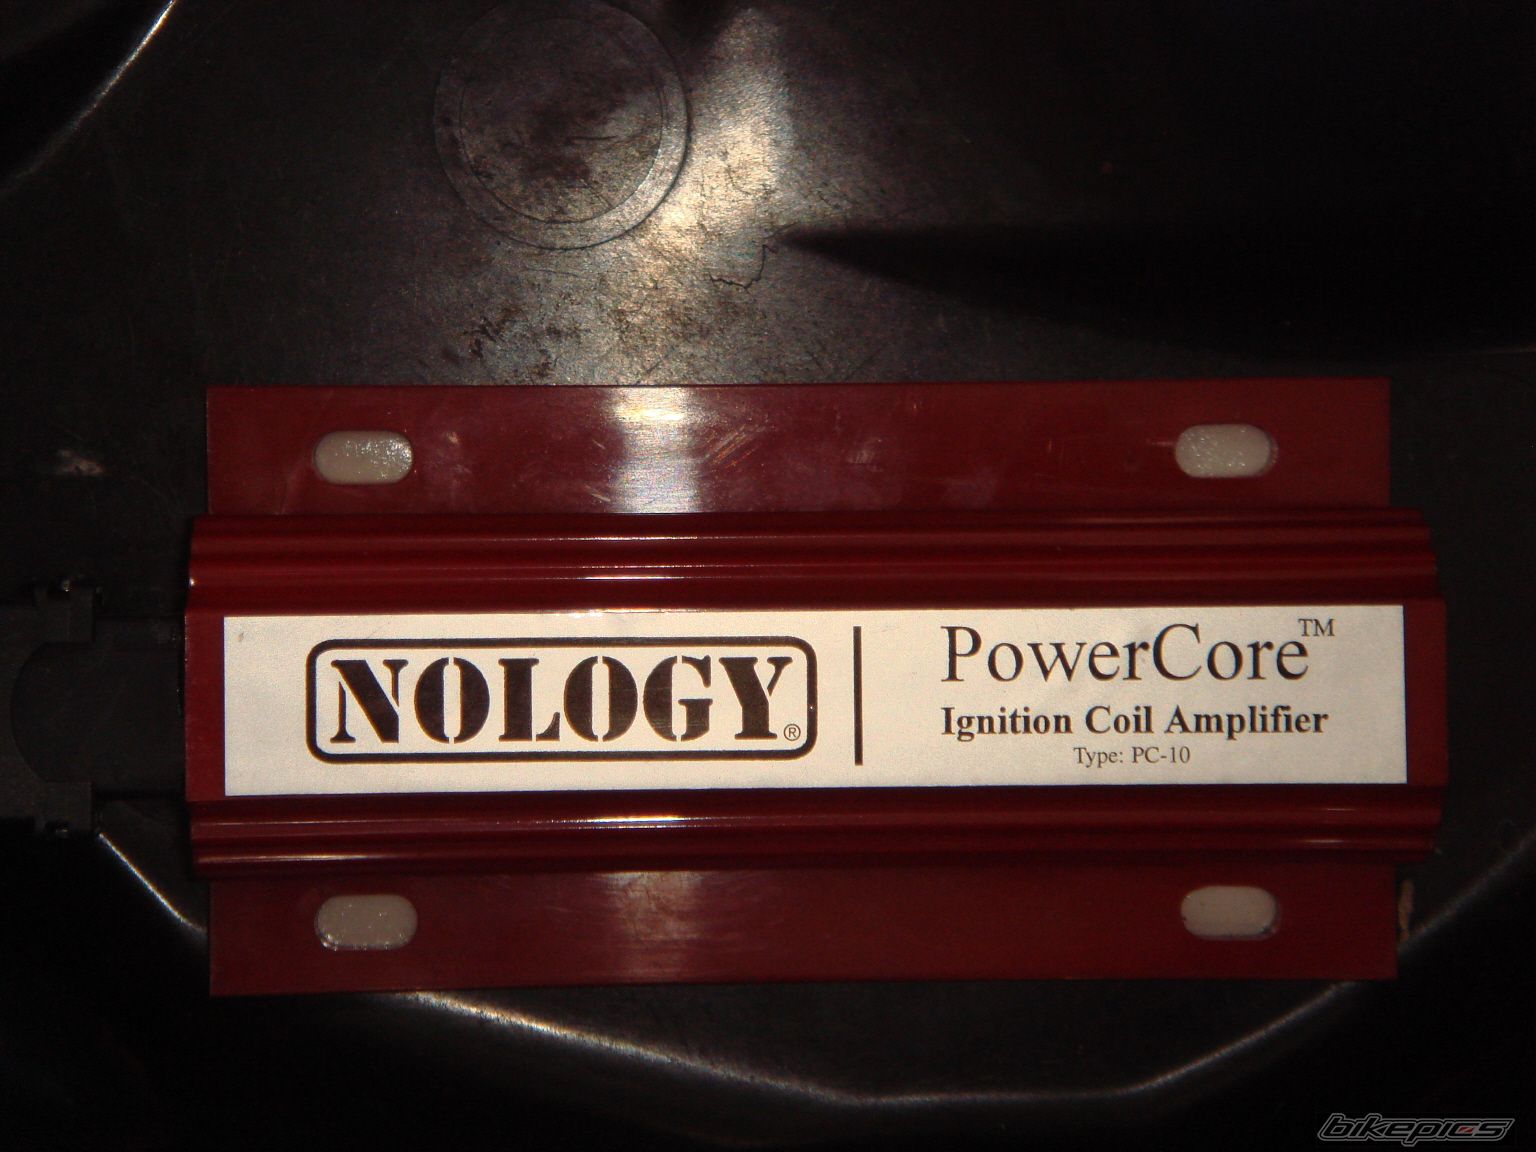 NOLOGY®
PowerCore™
Ignition Coil Amplifier
Type: PC-10
bikepics